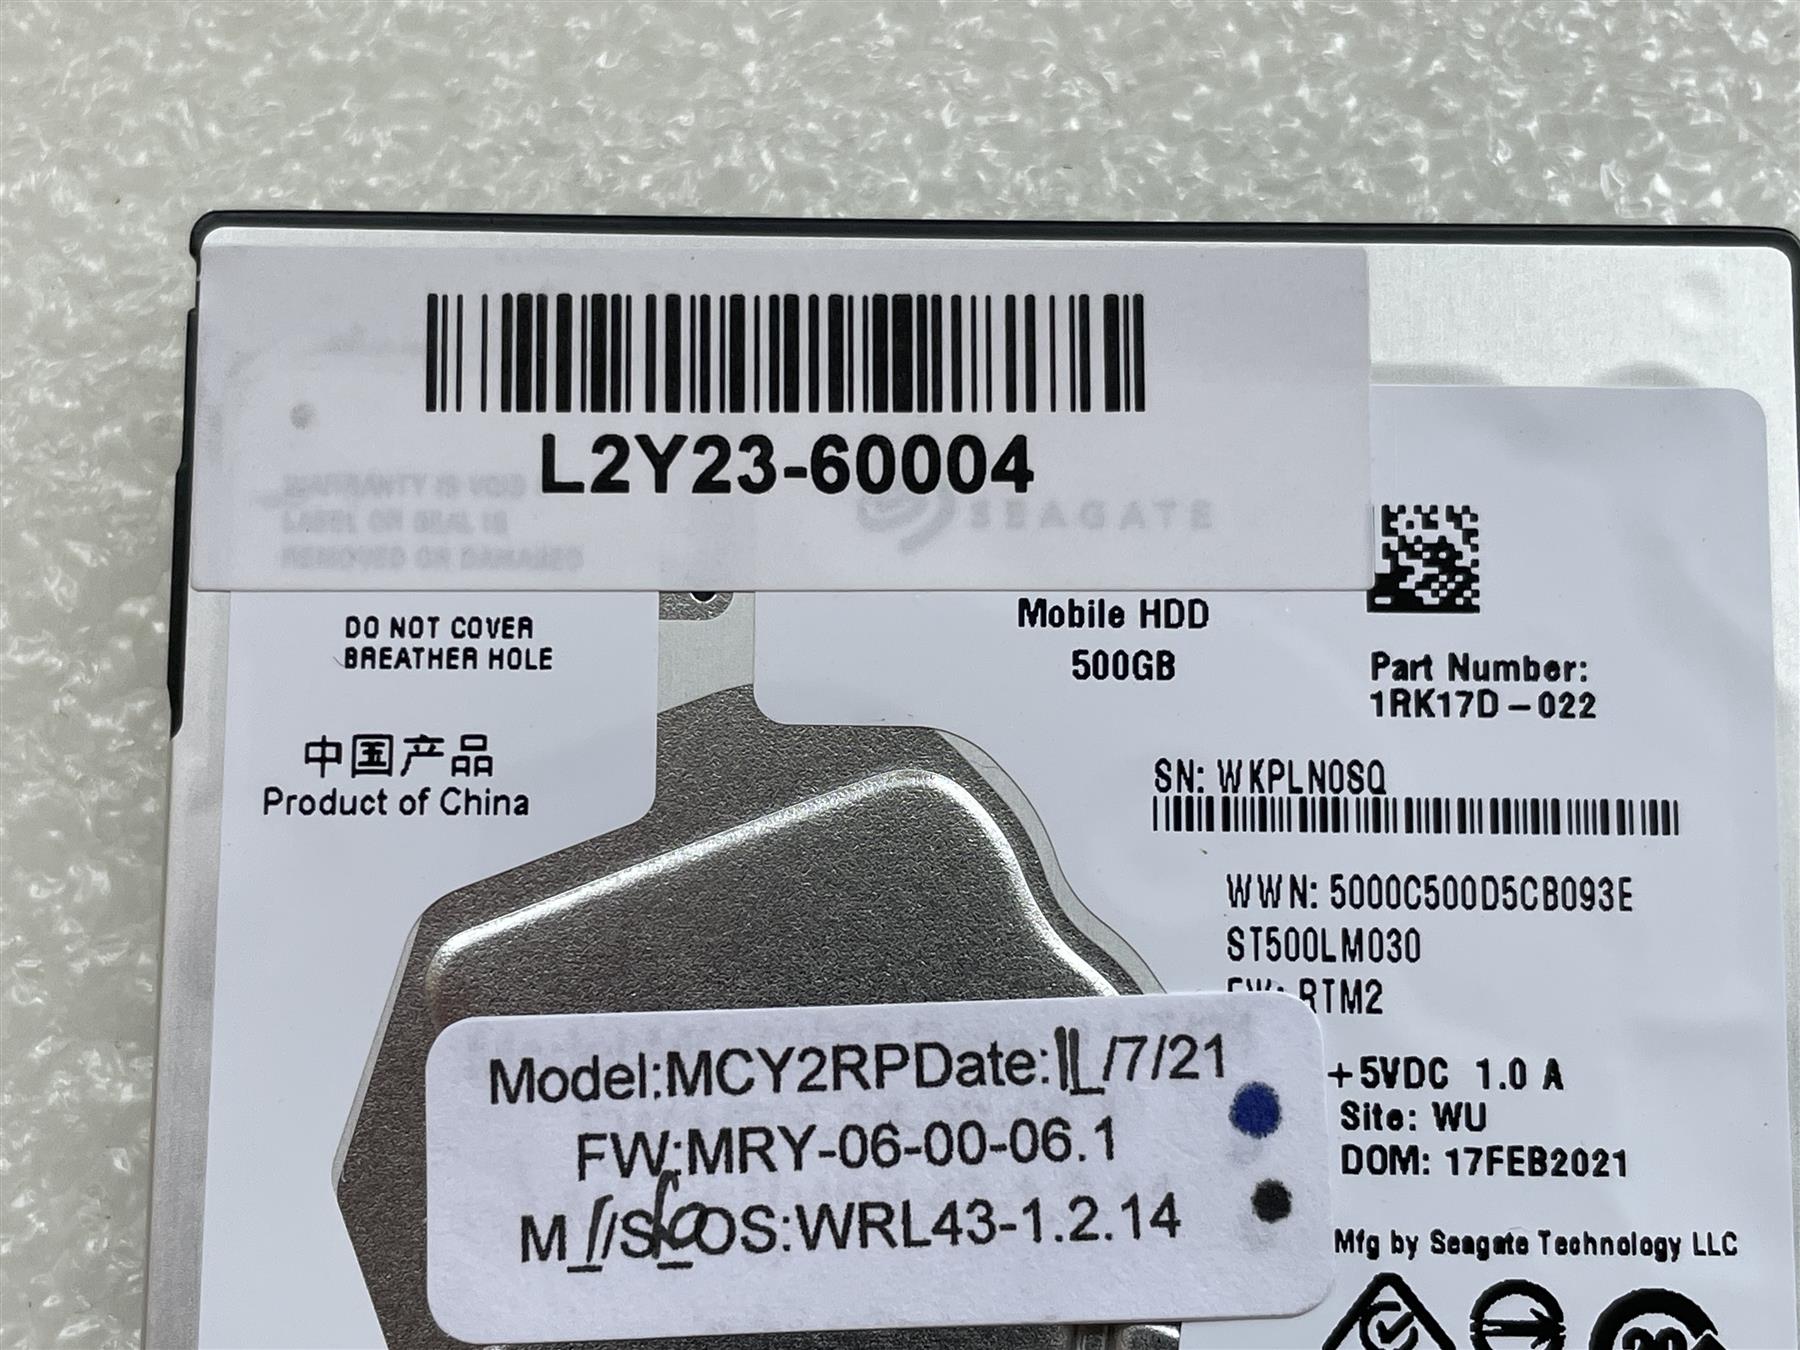 L2Y23-60004
WARRANTY IS VOID
LABEL OR SEAL IS
REMOVED OR DAMAGED
SEAGATE
DO NOT COVER
BREATHER HOLE
中国产品
Product of China
Mobile HDD
500GB
Part Number:
1RK17D-022
SN: WKPLN0SQ
WWN: 5000C500D5CB093E
ST500LM030
FW: RTM2
+5VDC 1.0 A
Site: WU
DOM: 17FEB2021
Mfg by Seagate Technology LLC
Model:MCY2RPDate:11/7/21
FW:MRY-06-00-06.1
OS:WRL43-1.2.14